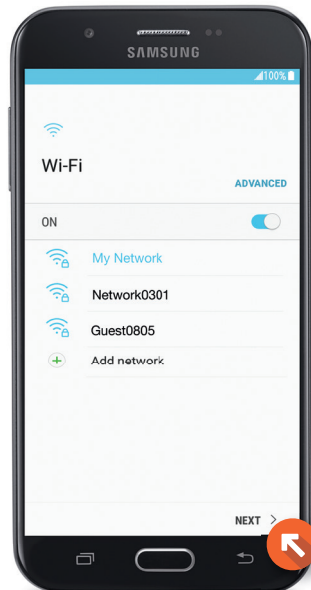 SAMSUNG
100%
Wi-Fi
ADVANCED
ON
My Network
Network0301
Guest0805
Add network
NEXT >